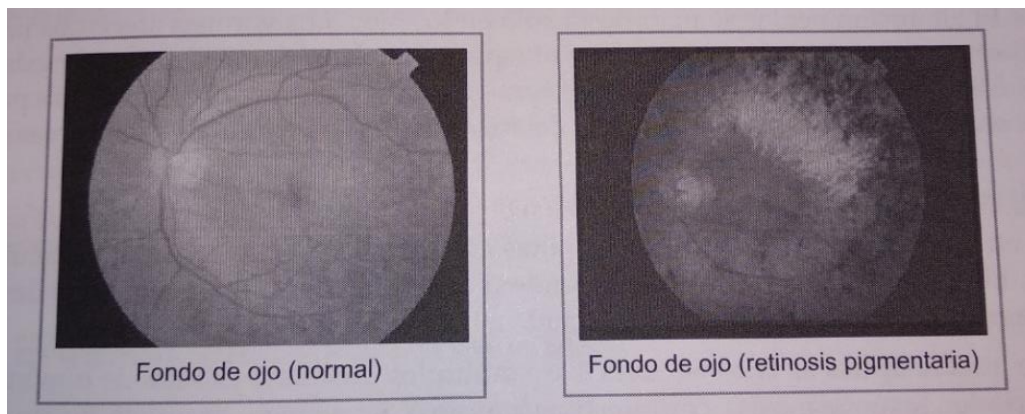 Fondo de ojo (normal)
Fondo de ojo (retinosis pigmentaria)